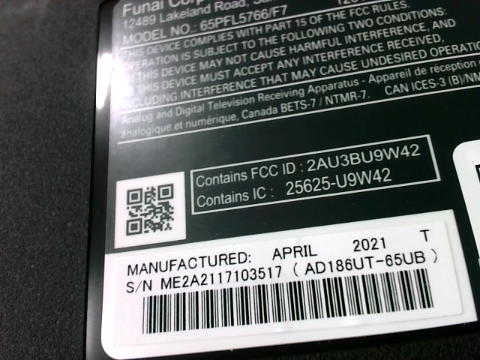 Funai Corp
12489 Lakeland Road,
MODEL NO.: 65PFL5766/F7
THIS DEVICE COMPLIES WITH PART 15 OF THE FCC RULES.
OPERATION IS SUBJECT TO THE FOLLOWING TWO CONDITIONS:
THIS DEVICE MAY NOT CAUSE HARMFUL INTERFERENCE, AND
THIS DEVICE MUST ACCEPT ANY INTERFERENCE RECEIVED,
INCLUDING INTERFERENCE THAT MAY CAUSE UNDESIRED OPERATIO
Analog and Digital Television Receiving Apparatus - Appareil de réception
analogique et numérique, Canada BETS-7 / NTMR-7. CAN ICES-3 (B)/NM
Contains FCC ID : 2AU3BU9W42
Contains IC : 25625-U9W42
MANUFACTURED: APRIL 2021 T
S/N ME2A2117103517 ( AD186UT-65UB )